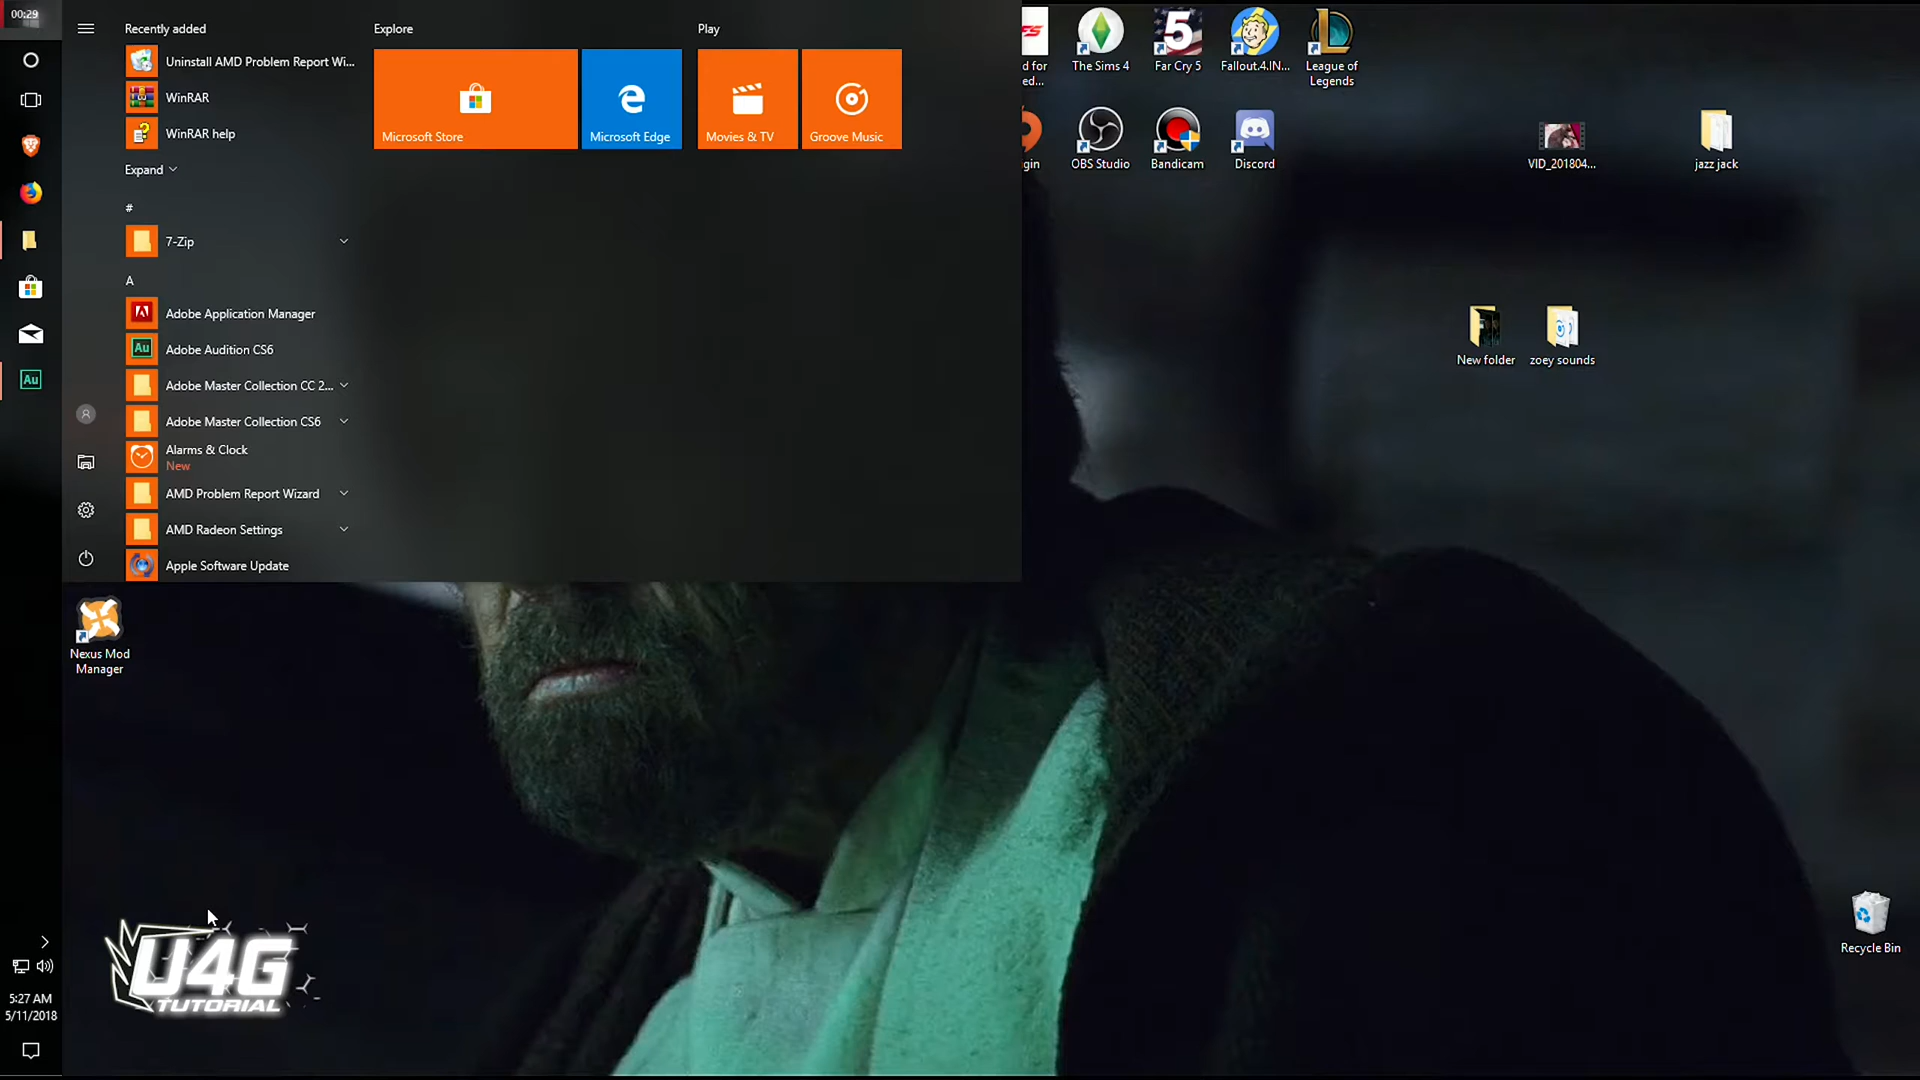 00:29
Recently added
Uninstall AMD Problem Report Wi...
WinRAR
WinRAR help
Expand
#
7-Zip
A
Adobe Application Manager
Au
Adobe Audition CS6
Adobe Master Collection CC 2...
Adobe Master Collection CS6
Alarms & Clock
New
AMD Problem Report Wizard
AMD Radeon Settings
Apple Software Update
Explore
Microsoft Store
Microsoft Edge
Play
Movies & TV
Groove Music
d for
ed...
The Sims 4
5
Far Cry 5
Fallout.4.IN...
League of
Legends
gin
OBS Studio
Bandicam
Discord
VID_201804...
jazz jack
New folder
zoey sounds
Au
Nexus Mod
Manager
U4G
TUTORIAL
Recycle Bin
5:27 AM
5/11/2018